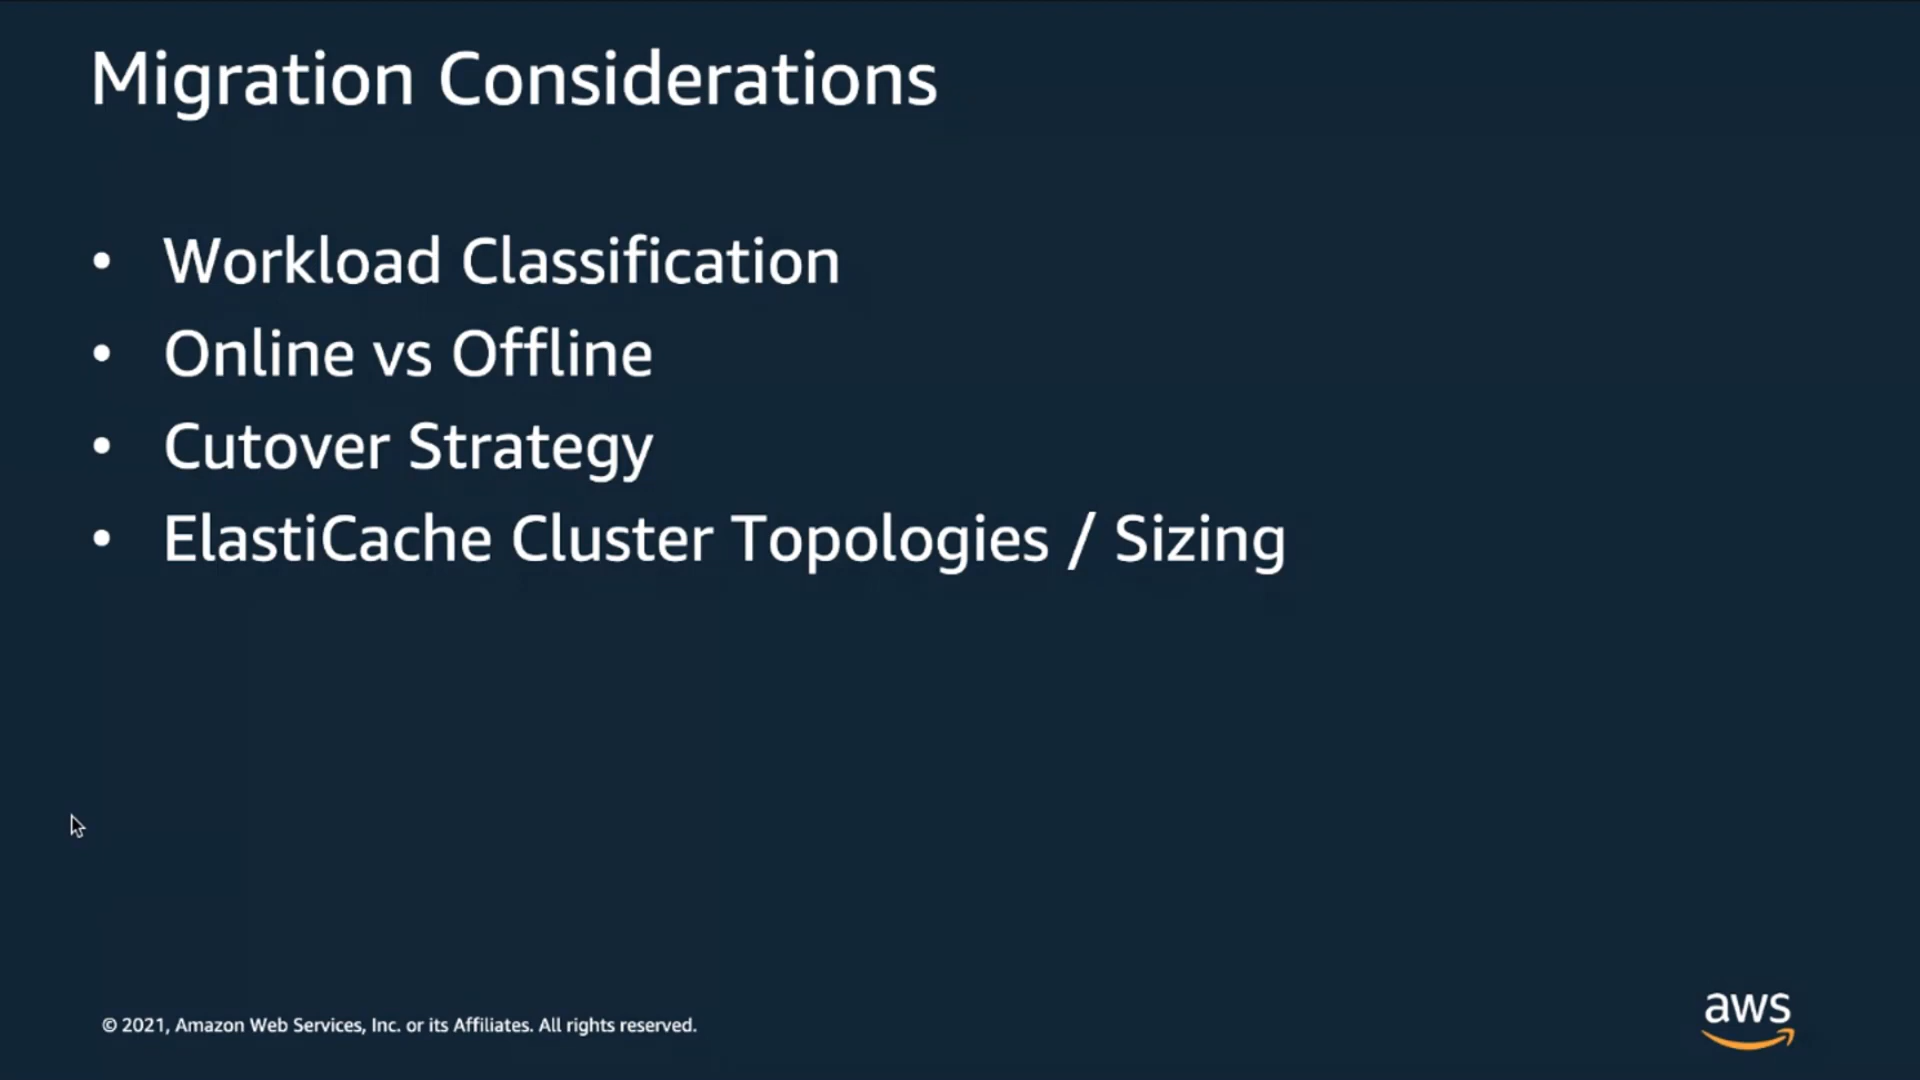 Migration Considerations
• Workload Classification
• Online vs Offline
• Cutover Strategy
• ElastiCache Cluster Topologies / Sizing
© 2021, Amazon Web Services, Inc. or its Affiliates. All rights reserved.
aws